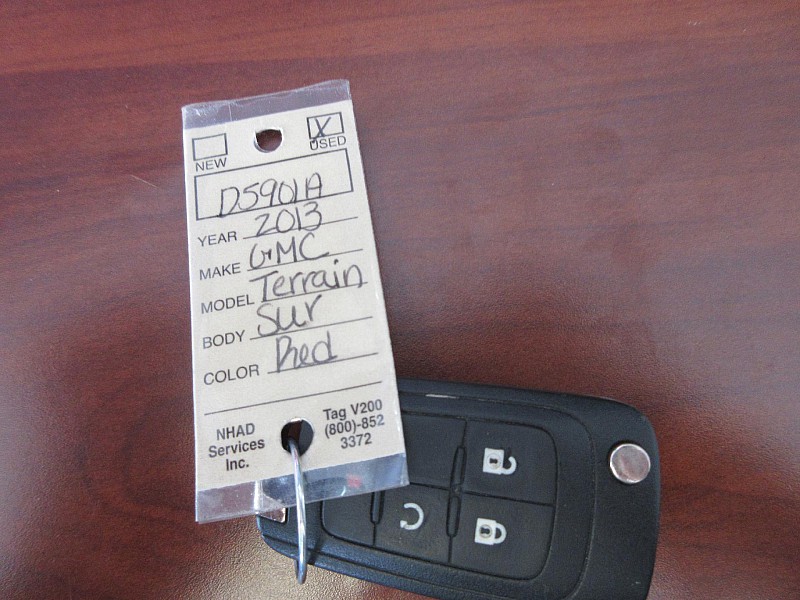 X
NEW USED
D5901A
YEAR 2013
MAKE GMC
MODEL Terrain
BODY SUV
COLOR Red
NHAD Services Inc.
Tag V200 (800)-852 3372